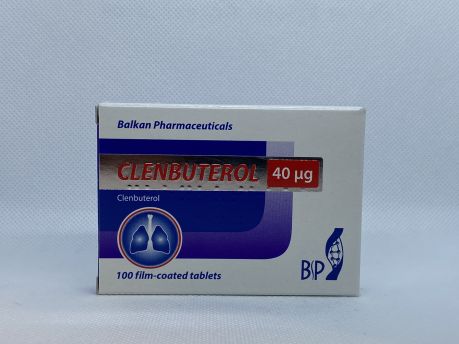 Balkan Pharmaceuticals
CLENBUTEROL 40 µg
Clenbuterol
100 film-coated tablets
BP